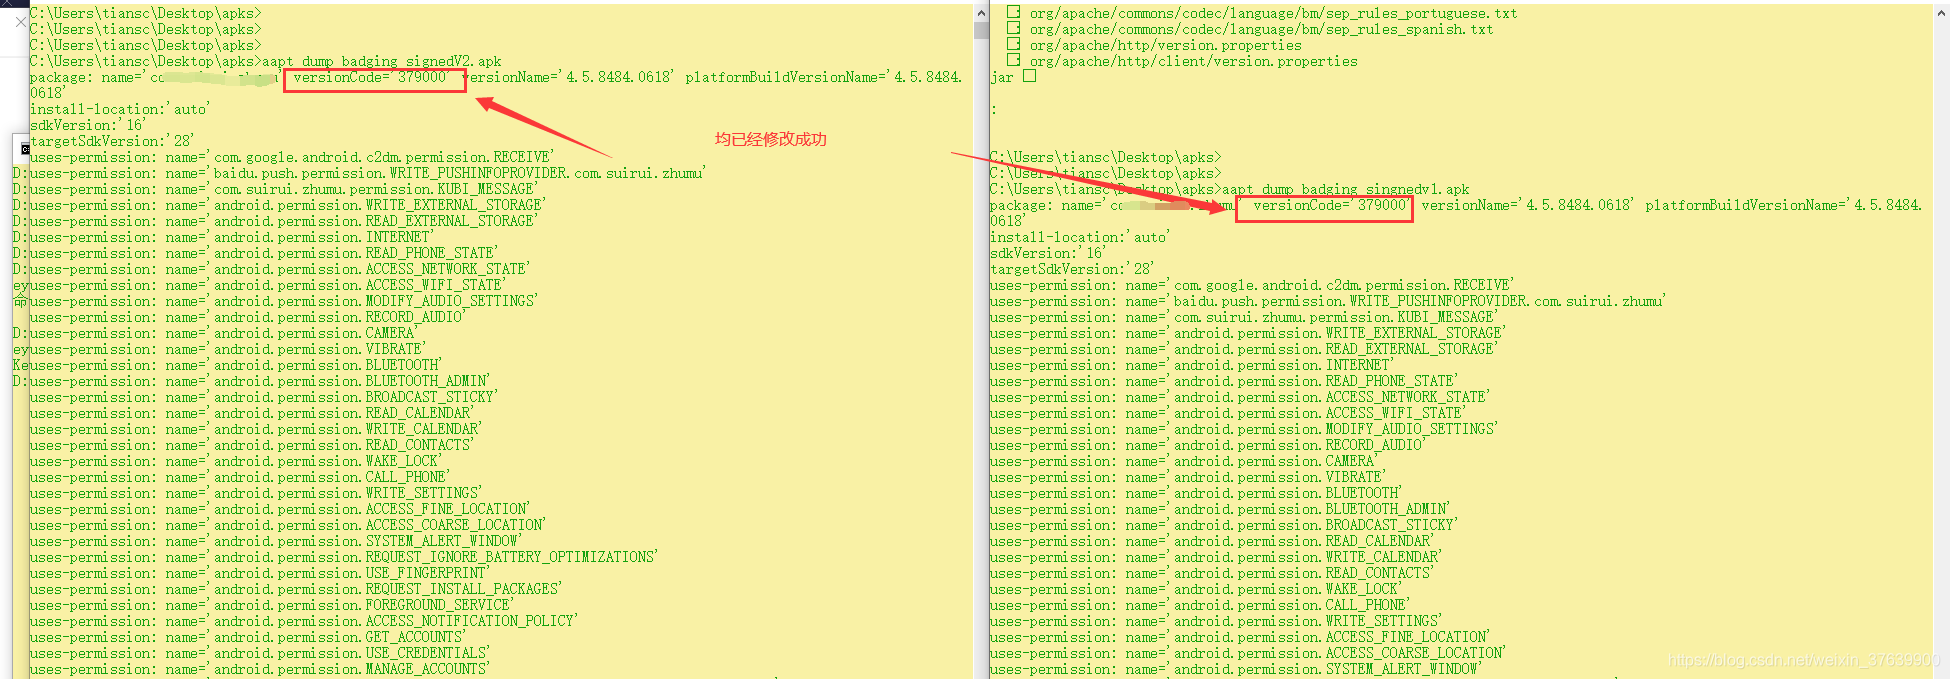 C:\Users\tiansc\Desktop\apks>
C:\Users\tiansc\Desktop\apks>
C:\Users\tiansc\Desktop\apks>
C:\Users\tiansc\Desktop\apks>aapt dump badging signedV2.apk
package: name='co versionCode='379000' versionName='4.5.8484.0618' platformBuildVersionName='4.5.8484.
0618'
install-location:'auto'
sdkVersion:'16'
targetSdkVersion:'28'
uses-permission: name='com.google.android.c2dm.permission.RECEIVE'
uses-permission: name='baidu.push.permission.WRITE_PUSHINFOPROVIDER.com.suirui.zhumu'
uses-permission: name='com.suirui.zhumu.permission.KUBI_MESSAGE'
uses-permission: name='android.permission.WRITE_EXTERNAL_STORAGE'
uses-permission: name='android.permission.READ_EXTERNAL_STORAGE'
uses-permission: name='android.permission.INTERNET'
uses-permission: name='android.permission.READ_PHONE_STATE'
uses-permission: name='android.permission.ACCESS_NETWORK_STATE'
uses-permission: name='android.permission.ACCESS_WIFI_STATE'
uses-permission: name='android.permission.MODIFY_AUDIO_SETTINGS'
uses-permission: name='android.permission.RECORD_AUDIO'
uses-permission: name='android.permission.CAMERA'
uses-permission: name='android.permission.VIBRATE'
uses-permission: name='android.permission.BLUETOOTH'
uses-permission: name='android.permission.BLUETOOTH_ADMIN'
uses-permission: name='android.permission.BROADCAST_STICKY'
uses-permission: name='android.permission.READ_CALENDAR'
uses-permission: name='android.permission.WRITE_CALENDAR'
uses-permission: name='android.permission.READ_CONTACTS'
uses-permission: name='android.permission.WAKE_LOCK'
uses-permission: name='android.permission.CALL_PHONE'
uses-permission: name='android.permission.WRITE_SETTINGS'
uses-permission: name='android.permission.ACCESS_FINE_LOCATION'
uses-permission: name='android.permission.ACCESS_COARSE_LOCATION'
uses-permission: name='android.permission.SYSTEM_ALERT_WINDOW'
uses-permission: name='android.permission.REQUEST_IGNORE_BATTERY_OPTIMIZATIONS'
uses-permission: name='android.permission.USE_FINGERPRINT'
uses-permission: name='android.permission.REQUEST_INSTALL_PACKAGES'
uses-permission: name='android.permission.FOREGROUND_SERVICE'
uses-permission: name='android.permission.ACCESS_NOTIFICATION_POLICY'
uses-permission: name='android.permission.GET_ACCOUNTS'
uses-permission: name='android.permission.USE_CREDENTIALS'
uses-permission: name='android.permission.MANAGE_ACCOUNTS'
D:
D:
D:
D:
D:
D:
D:
ey
命
D:
ey
Ke
D:
均已经修改成功
org/apache/commons/codec/language/bm/sep_rules_portuguese.txt
org/apache/commons/codec/language/bm/sep_rules_spanish.txt
org/apache/http/version.properties
org/apache/http/client/version.properties
jar
:
C:\Users\tiansc\Desktop\apks>
C:\Users\tiansc\Desktop\apks>
C:\Users\tiansc\Desktop\apks>aapt dump badging singnedv1.apk
package: name='co zhumu' versionCode='379000' versionName='4.5.8484.0618' platformBuildVersionName='4.5.8484.
0618'
install-location:'auto'
sdkVersion:'16'
targetSdkVersion:'28'
uses-permission: name='com.google.android.c2dm.permission.RECEIVE'
uses-permission: name='baidu.push.permission.WRITE_PUSHINFOPROVIDER.com.suirui.zhumu'
uses-permission: name='com.suirui.zhumu.permission.KUBI_MESSAGE'
uses-permission: name='android.permission.WRITE_EXTERNAL_STORAGE'
uses-permission: name='android.permission.READ_EXTERNAL_STORAGE'
uses-permission: name='android.permission.INTERNET'
uses-permission: name='android.permission.READ_PHONE_STATE'
uses-permission: name='android.permission.ACCESS_NETWORK_STATE'
uses-permission: name='android.permission.ACCESS_WIFI_STATE'
uses-permission: name='android.permission.MODIFY_AUDIO_SETTINGS'
uses-permission: name='android.permission.RECORD_AUDIO'
uses-permission: name='android.permission.CAMERA'
uses-permission: name='android.permission.VIBRATE'
uses-permission: name='android.permission.BLUETOOTH'
uses-permission: name='android.permission.BLUETOOTH_ADMIN'
uses-permission: name='android.permission.BROADCAST_STICKY'
uses-permission: name='android.permission.READ_CALENDAR'
uses-permission: name='android.permission.WRITE_CALENDAR'
uses-permission: name='android.permission.READ_CONTACTS'
uses-permission: name='android.permission.WAKE_LOCK'
uses-permission: name='android.permission.CALL_PHONE'
uses-permission: name='android.permission.WRITE_SETTINGS'
uses-permission: name='android.permission.ACCESS_FINE_LOCATION'
uses-permission: name='android.permission.ACCESS_COARSE_LOCATION'
uses-permission: name='android.permission.SYSTEM_ALERT_WINDOW'
https://blog.csdn.net/weixin_37639900